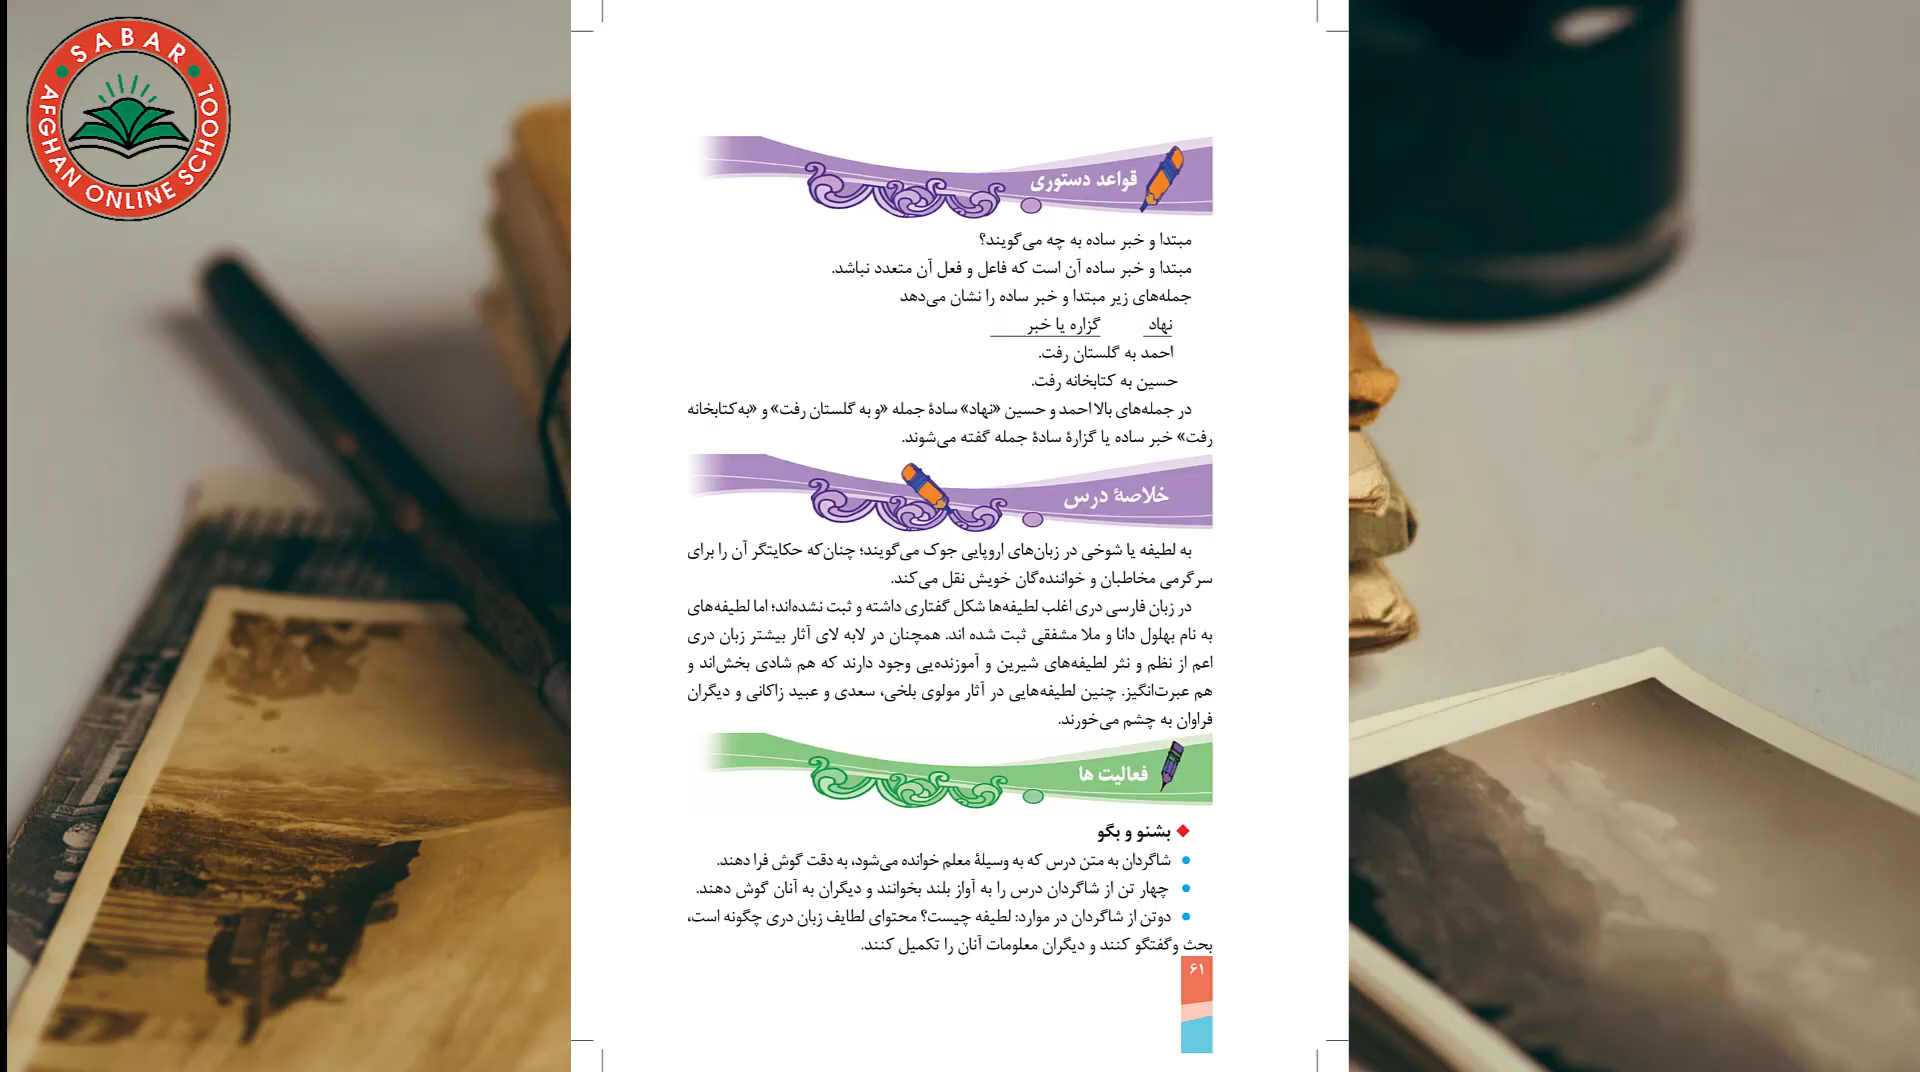 SABAR
AFGHAN ONLINE SCHOOL
قواعد دستوری
مبتدا و خبر ساده به چه می‌گویند؟
مبتدا و خبر ساده آن است که فاعل و فعل آن متعدد نباشد.
جمله‌های زیر مبتدا و خبر ساده را نشان می‌دهد
نهاد گزاره یا خبر
احمد به گلستان رفت.
حسین به کتابخانه رفت.
در جمله‌های بالا احمد و حسین «نهاد» سادهٔ جمله «و به گلستان رفت» و «به کتابخانه
رفت» خبر ساده یا گزارهٔ سادهٔ جمله گفته می‌شوند.
خلاصهٔ درس
به لطیفه یا شوخی در زبان‌های اروپایی جوک می‌گویند؛ چنان‌که حکایتگر آن را برای
سرگرمی مخاطبان و خواننده‌گان خویش نقل می‌کند.
در زبان فارسی دری اغلب لطیفه‌ها شکل گفتاری داشته و ثبت نشده‌اند؛ اما لطیفه‌های
به نام بهلول دانا و ملا مشفقی ثبت شده اند. همچنان در لابه لای آثار بیشتر زبان دری
اعم از نظم و نثر لطیفه‌های شیرین و آموزنده‌یی وجود دارند که هم شادی بخش‌اند و
هم عبرت‌انگیز. چنین لطیفه‌هایی در آثار مولوی بلخی، سعدی و عبید زاکانی و دیگران
فراوان به چشم می‌خورند.
فعالیت ها
بشنو و بگو
شاگردان به متن درس که به وسیلهٔ معلم خوانده می‌شود، به دقت گوش فرا دهند.
چهار تن از شاگردان درس را به آواز بلند بخوانند و دیگران به آنان گوش دهند.
دوتن از شاگردان در موارد: لطیفه چیست؟ محتوای لطایف زبان دری چگونه است،
بحث وگفتگو کنند و دیگران معلومات آنان را تکمیل کنند.
۶۱